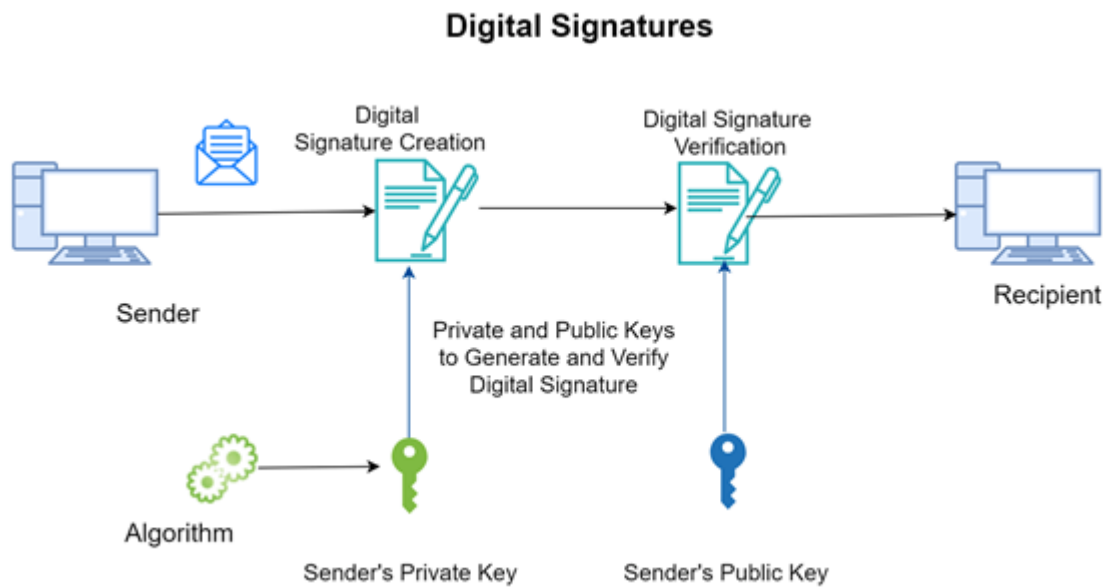 Digital Signatures
Digital
Signature Creation
Digital Signature
Verification
Sender
Recipient
Private and Public Keys
to Generate and Verify
Digital Signature
Algorithm
Sender's Private Key
Sender's Public Key